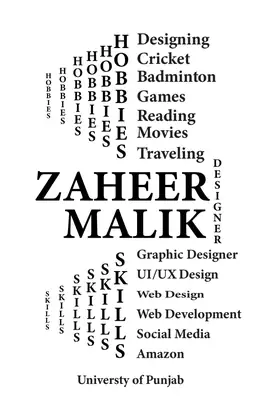 HOBBIES
HOBBIES
HOBBIES
HOBBIES
HOBBIES
HOBBIES
Designing
Cricket
Badminton
Games
Reading
Movies
Traveling
ZAHEER
MALIK
DESIGNER
SKILLS
SKILLS
SKILLS
SKILLS
SKILLS
SKILLS
Graphic Designer
UI/UX Design
Web Design
Web Development
Social Media
Amazon
Universty of Punjab